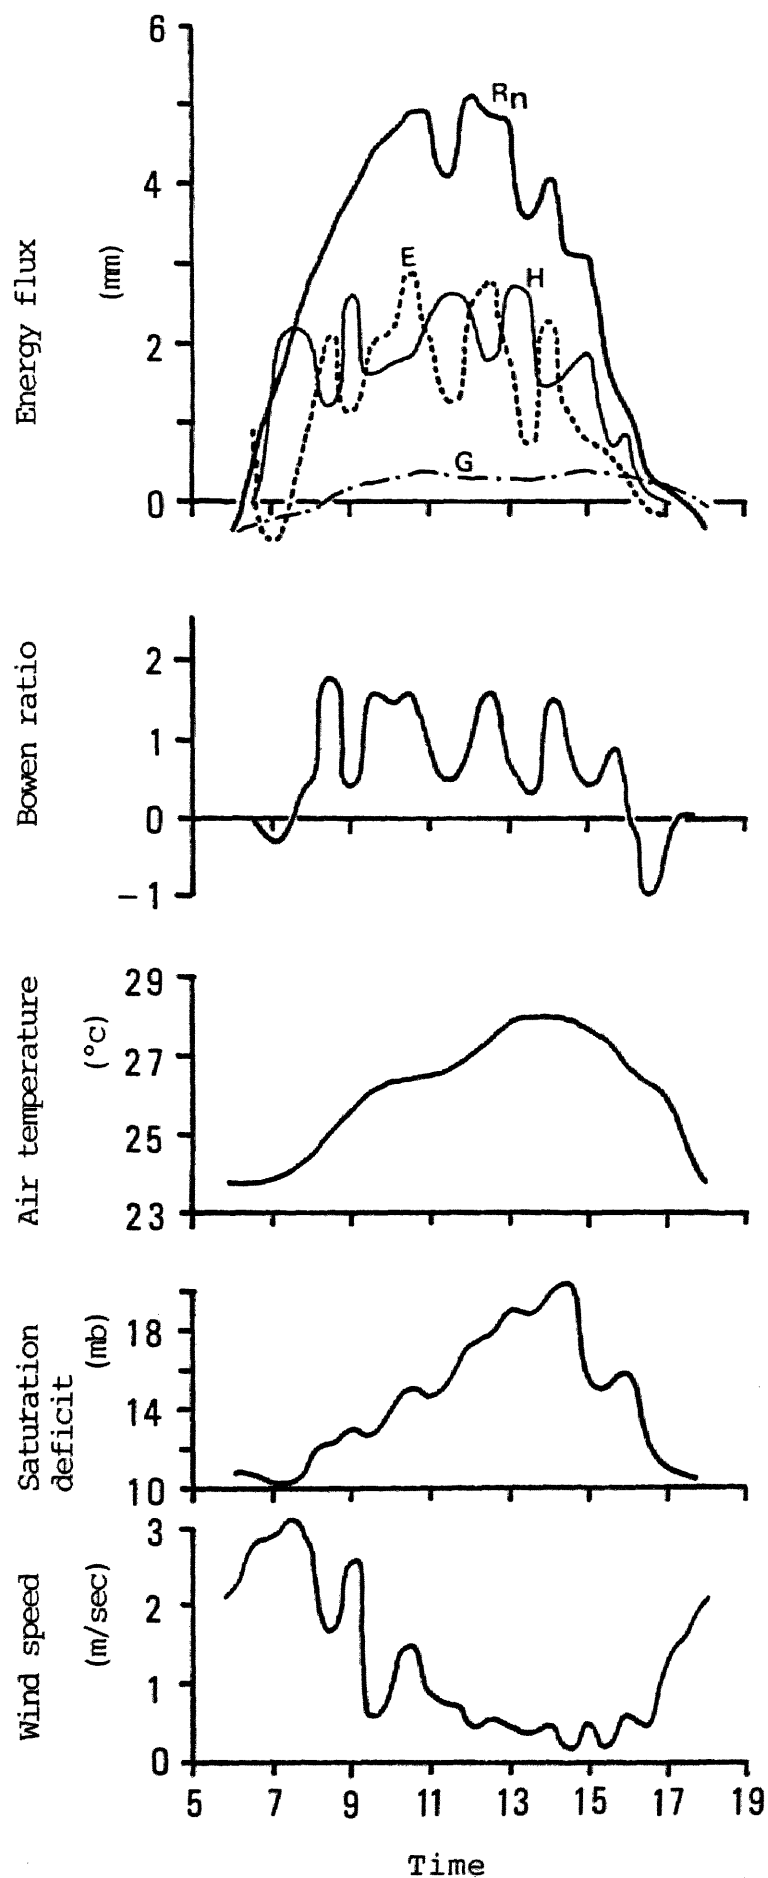 6
4
2
0
Energy flux
(mm)
Rn
E
H
G
2
1
0
-1
Bowen ratio
29
27
25
23
Air temperature
(°C)
18
14
10
Saturation
deficit
(mb)
3
2
1
0
Wind speed
(m/sec)
5 7 9 11 13 15 17 19
Time